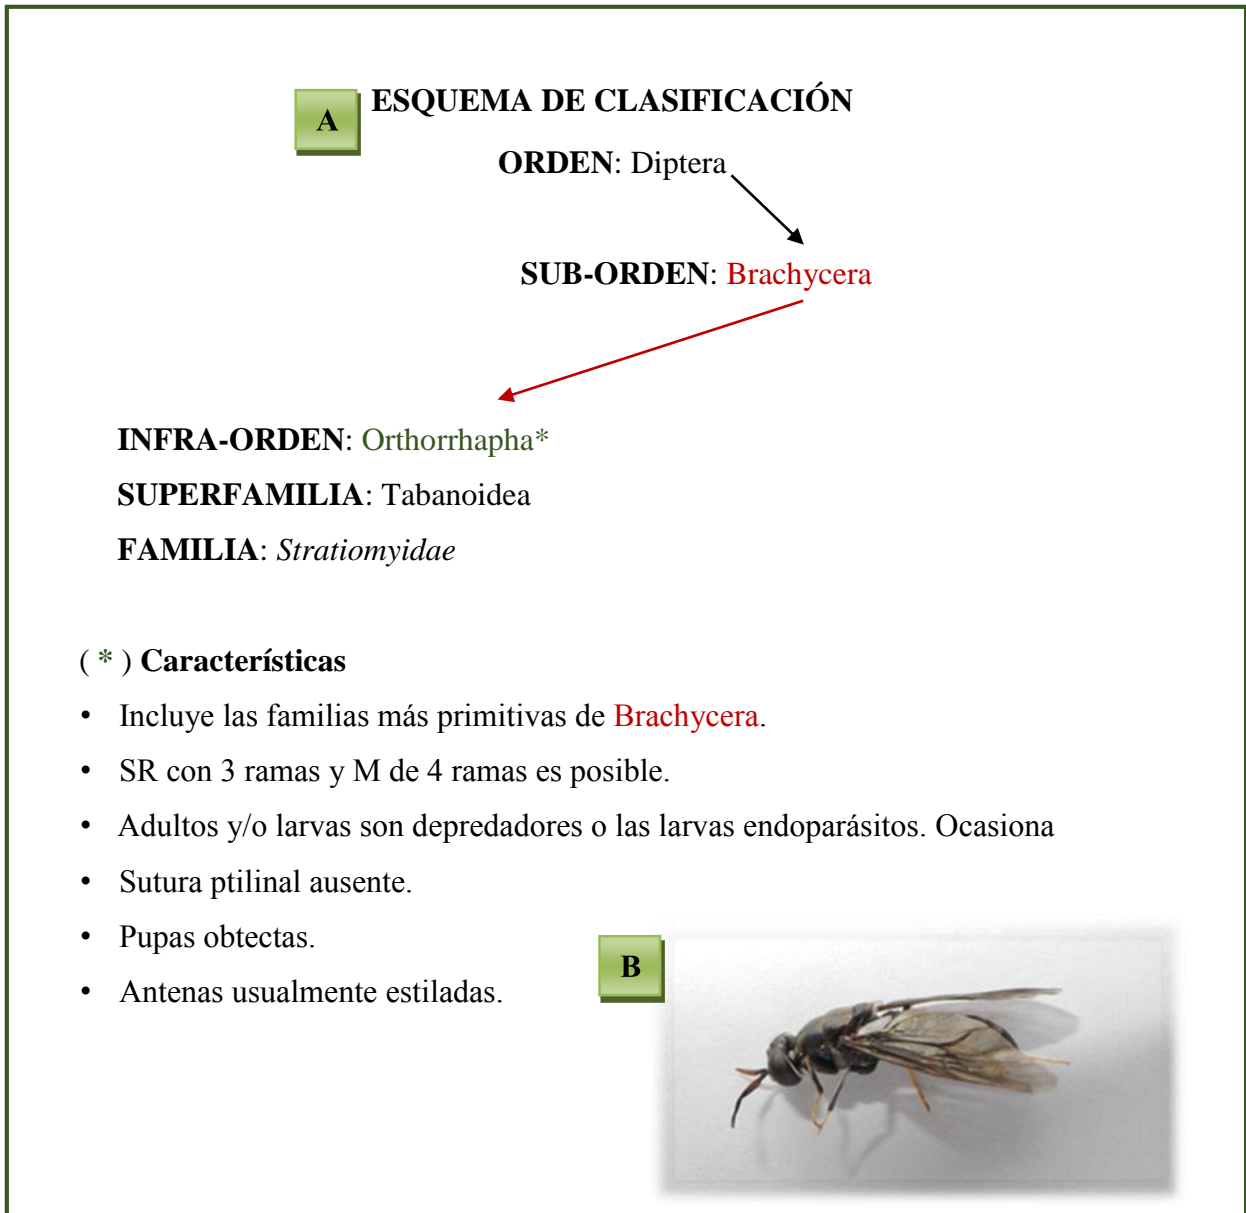 A
ESQUEMA DE CLASIFICACIÓN
ORDEN: Diptera
SUB-ORDEN: Brachycera
INFRA-ORDEN: Orthorrhapha*
SUPERFAMILIA: Tabanoidea
FAMILIA: Stratiomyidae
( * ) Características
• Incluye las familias más primitivas de Brachycera.
• SR con 3 ramas y M de 4 ramas es posible.
• Adultos y/o larvas son depredadores o las larvas endoparásitos. Ocasiona
• Sutura ptilinal ausente.
• Pupas obtectas.
• Antenas usualmente estiladas.
B